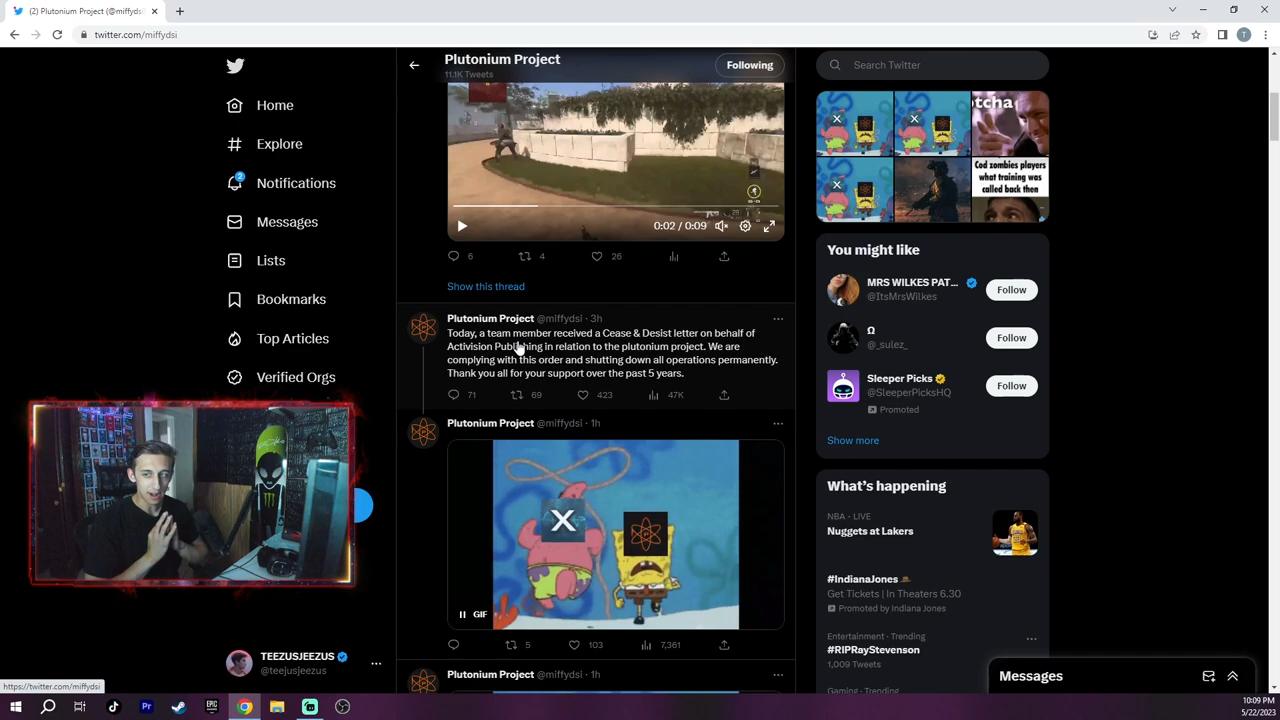 (2) Plutonium Project (@miffydsi
twitter.com/miffydsi
T
Plutonium Project
11.1K Tweets
Following
Search Twitter
Home
Explore
2
Notifications
Messages
Lists
Bookmarks
Top Articles
Verified Orgs
0:02 / 0:09
6
4
26
Show this thread
Plutonium Project @miffydsi · 3h
Today, a team member received a Cease & Desist letter on behalf of
Activision Publishing in relation to the plutonium project. We are
complying with this order and shutting down all operations permanently.
Thank you all for your support over the past 5 years.
71
69
423
47K
Plutonium Project @miffydsi · 1h
X
GIF
5
103
7,361
Plutonium Project @miffydsi · 1h
otcha
X
X
X
Cod zombies players
what training was
called back then
You might like
MRS WILKES PAT...
@ItsMrsWilkes
Follow
Ω
@_sulez_
Follow
Sleeper Picks
@SleeperPicksHQ
Follow
Promoted
Show more
What's happening
NBA · LIVE
Nuggets at Lakers
#IndianaJones
Get Tickets | In Theaters 6.30
Promoted by Indiana Jones
Entertainment · Trending
#RIPRayStevenson
1,009 Tweets
Gaming · Trending
Messages
TEEZUSJEEZUS
@teejusjeezus
https://twitter.com/miffydsi
Pr
EPIC
10:09 PM
5/22/2023